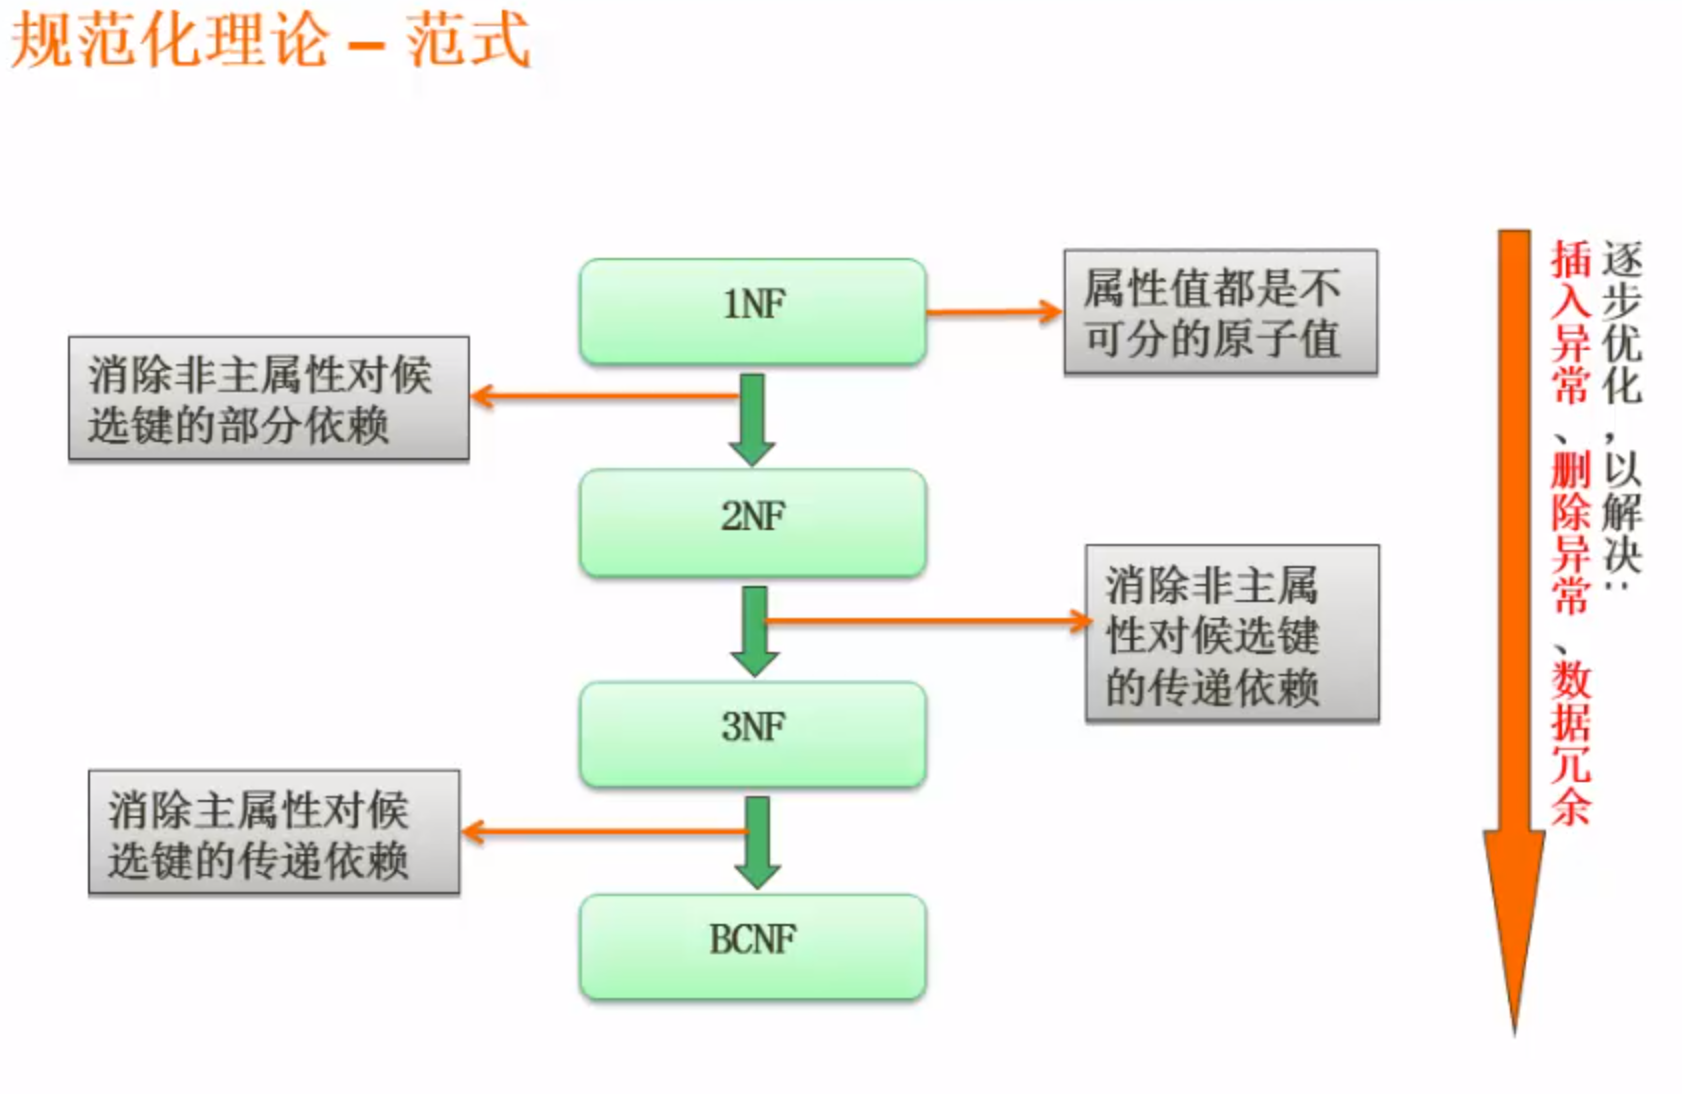 规范化理论 – 范式
1NF
属性值都是不
可分的原子值
消除非主属性对候
选键的部分依赖
2NF
消除非主属
性对候选键
的传递依赖
3NF
消除主属性对候
选键的传递依赖
BCNF
逐步优化，以解决：
插入异常、删除异常、数据冗余